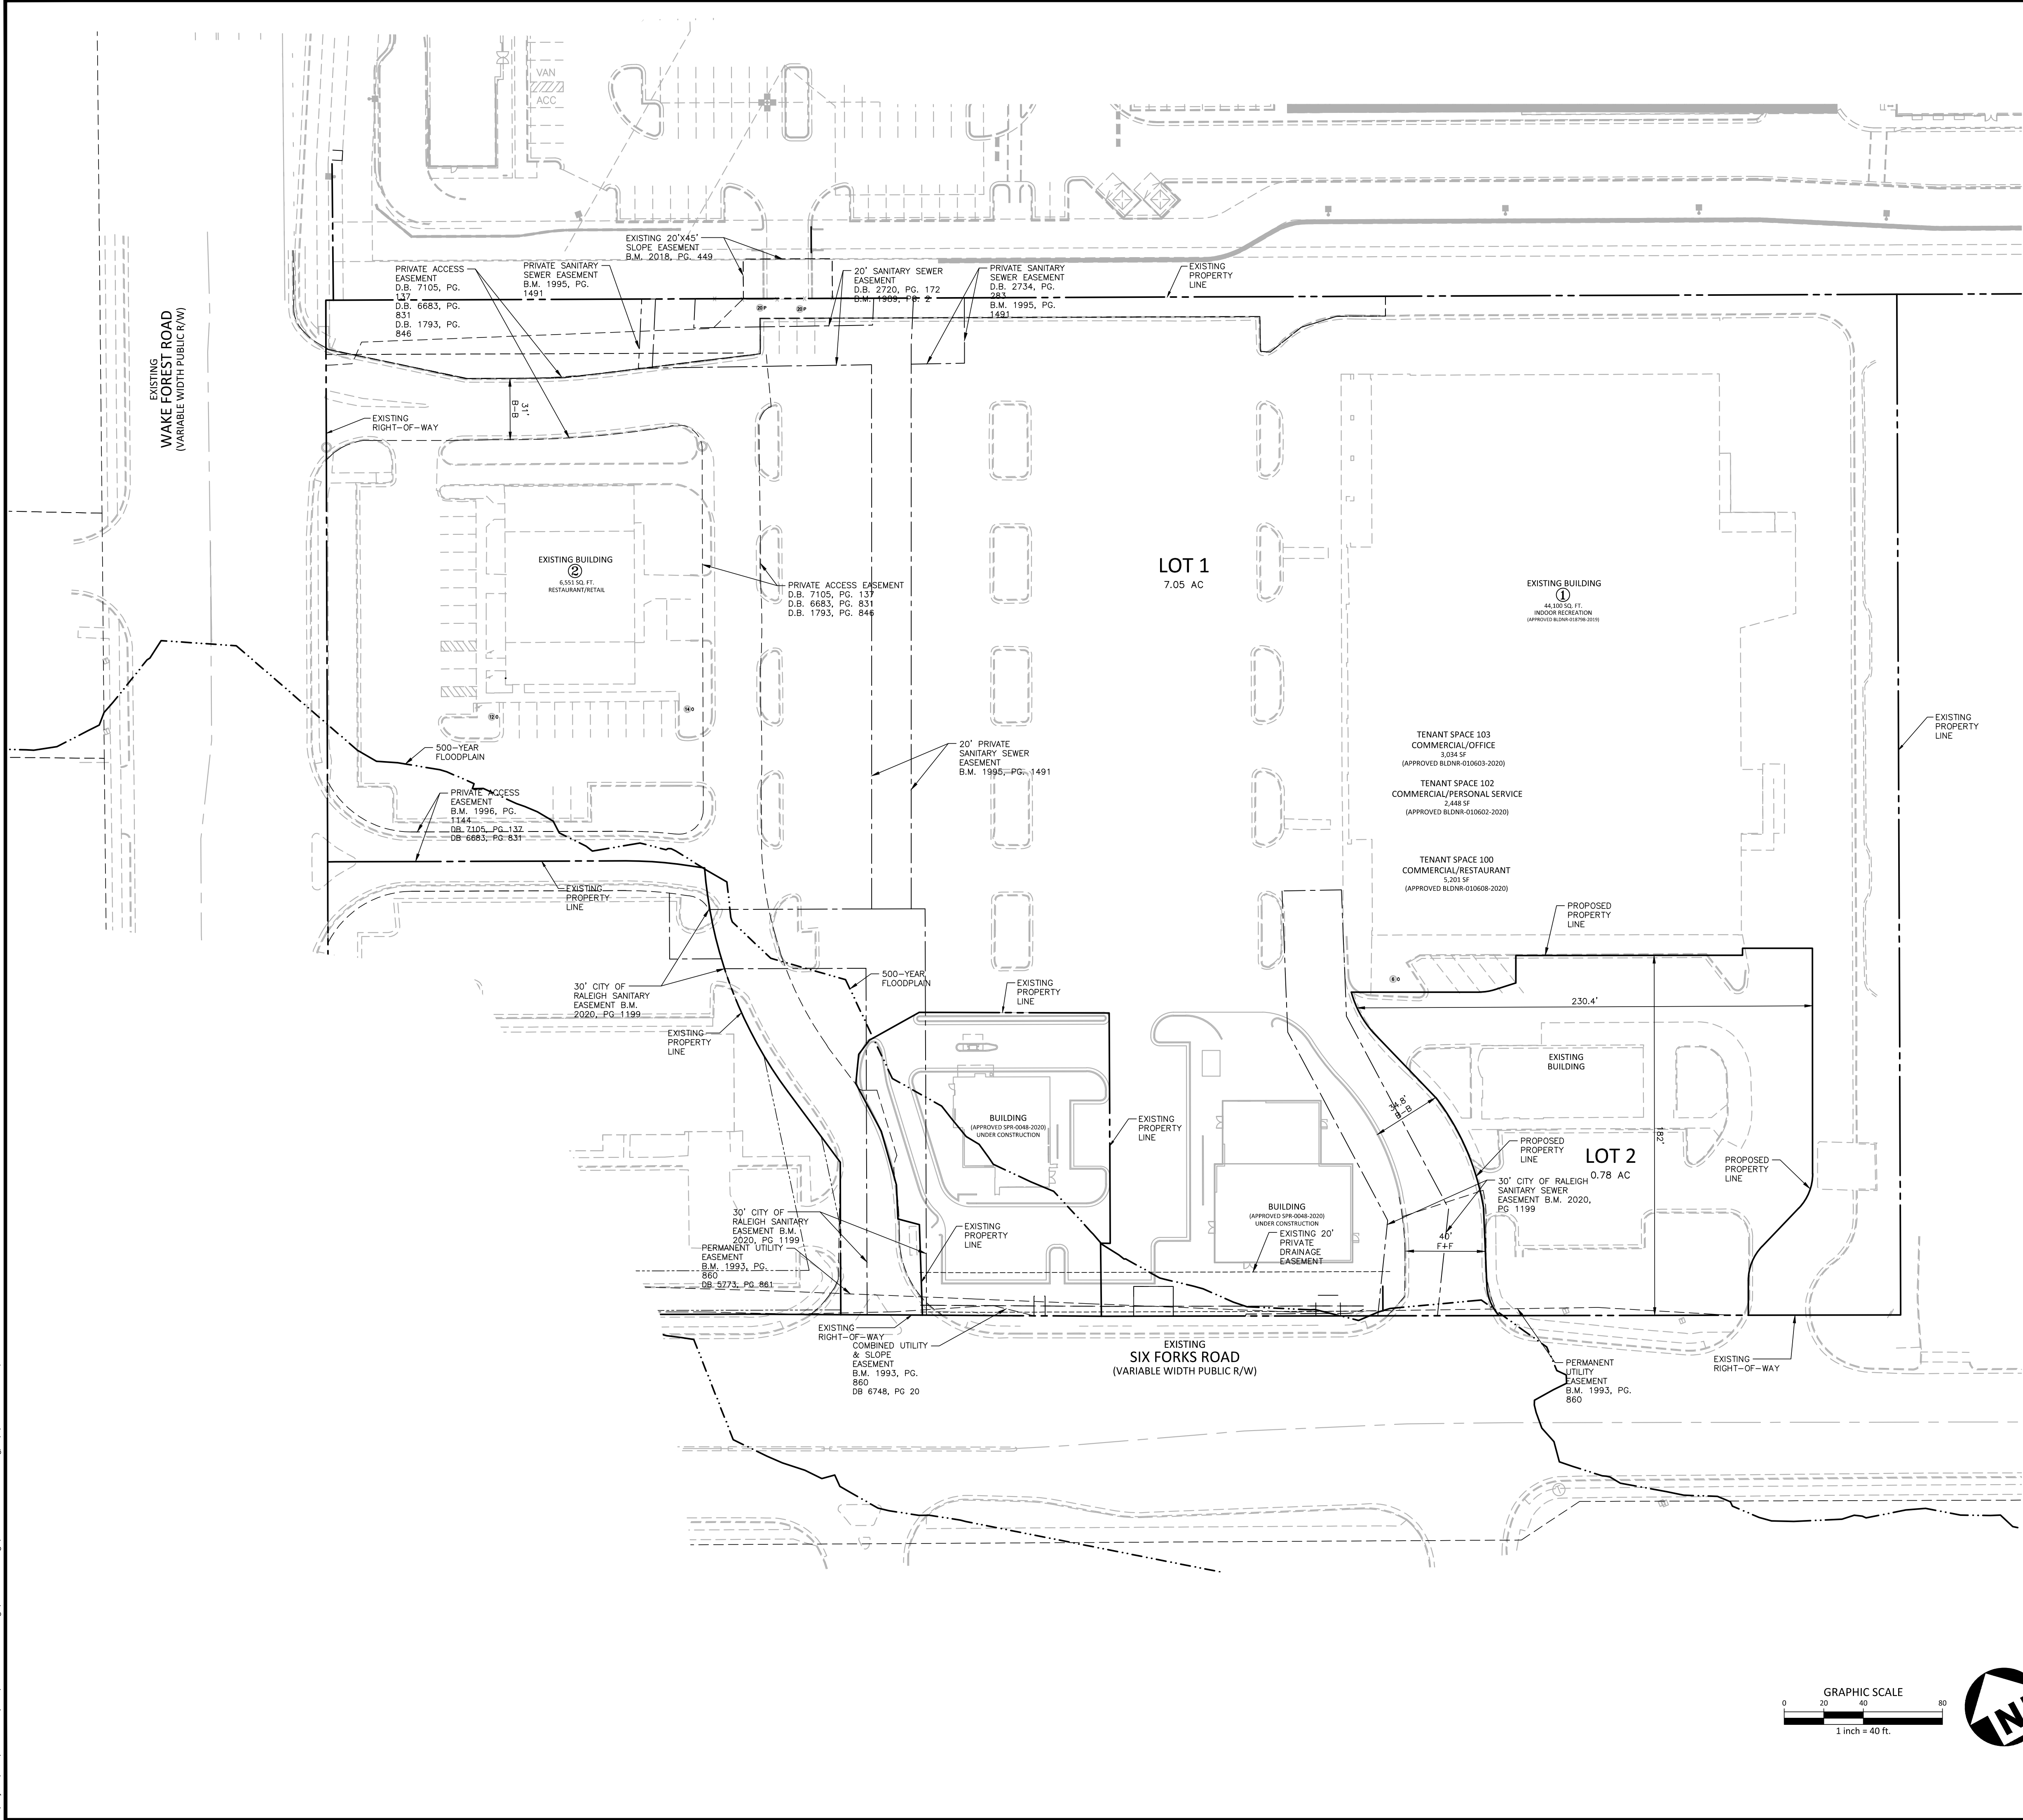 VAN
ACC
EXISTING 20'X45'
SLOPE EASEMENT
B.M. 2018, PG. 449
PRIVATE ACCESS
EASEMENT
D.B. 7105, PG.
137
D.B. 6683, PG.
831
D.B. 1793, PG.
846
PRIVATE SANITARY
SEWER EASEMENT
B.M. 1995, PG.
1491
20' SANITARY SEWER
EASEMENT
D.B. 2720, PG. 172
B.M. 1989, PG. 2
PRIVATE SANITARY
SEWER EASEMENT
D.B. 2734, PG.
283
B.M. 1995, PG.
1491
EXISTING
PROPERTY
LINE
EXISTING
WAKE FOREST ROAD
(VARIABLE WIDTH PUBLIC R/W)
31'
B-B
EXISTING
RIGHT-OF-WAY
EXISTING BUILDING
2
6,551 SQ. FT.
RESTAURANT/RETAIL
PRIVATE ACCESS EASEMENT
D.B. 7105, PG. 137
D.B. 6683, PG. 831
D.B. 1793, PG. 846
LOT 1
7.05 AC
EXISTING BUILDING
1
44,100 SQ. FT.
INDOOR RECREATION
(APPROVED BLDNR-018798-2019)
500-YEAR
FLOODPLAIN
20' PRIVATE
SANITARY SEWER
EASEMENT
B.M. 1995, PG. 1491
TENANT SPACE 103
COMMERCIAL/OFFICE
3,034 SF
(APPROVED BLDNR-010603-2020)
TENANT SPACE 102
COMMERCIAL/PERSONAL SERVICE
2,448 SF
(APPROVED BLDNR-010602-2020)
TENANT SPACE 100
COMMERCIAL/RESTAURANT
5,201 SF
(APPROVED BLDNR-010608-2020)
EXISTING
PROPERTY
LINE
PRIVATE ACCESS
EASEMENT
B.M. 1996, PG.
1144
DB 7105, PG 137
DB 6683, PG 831
EXISTING
PROPERTY
LINE
PROPOSED
PROPERTY
LINE
30' CITY OF
RALEIGH SANITARY
EASEMENT B.M.
2020, PG 1199
500-YEAR
FLOODPLAIN
EXISTING
PROPERTY
LINE
EXISTING
PROPERTY
LINE
230.4'
EXISTING
BUILDING
BUILDING
(APPROVED SPR-0048-2020)
UNDER CONSTRUCTION
EXISTING
PROPERTY
LINE
34.8'
B-B
182'
PROPOSED
PROPERTY
LINE
LOT 2
0.78 AC
PROPOSED
PROPERTY
LINE
30' CITY OF RALEIGH
SANITARY SEWER
EASEMENT B.M. 2020,
PG 1199
30' CITY OF
RALEIGH SANITARY
EASEMENT B.M.
2020, PG 1199
PERMANENT UTILITY
EASEMENT
B.M. 1993, PG.
860
DB 5773, PG 861
EXISTING
PROPERTY
LINE
BUILDING
(APPROVED SPR-0048-2020)
UNDER CONSTRUCTION
EXISTING 20'
PRIVATE
DRAINAGE
EASEMENT
40'
F-F
EXISTING
RIGHT-OF-WAY
COMBINED UTILITY
& SLOPE
EASEMENT
B.M. 1993, PG.
860
DB 6748, PG 20
EXISTING
SIX FORKS ROAD
(VARIABLE WIDTH PUBLIC R/W)
PERMANENT
UTILITY
EASEMENT
B.M. 1993, PG.
860
EXISTING
RIGHT-OF-WAY
GRAPHIC SCALE
0 20 40 80
1 inch = 40 ft.